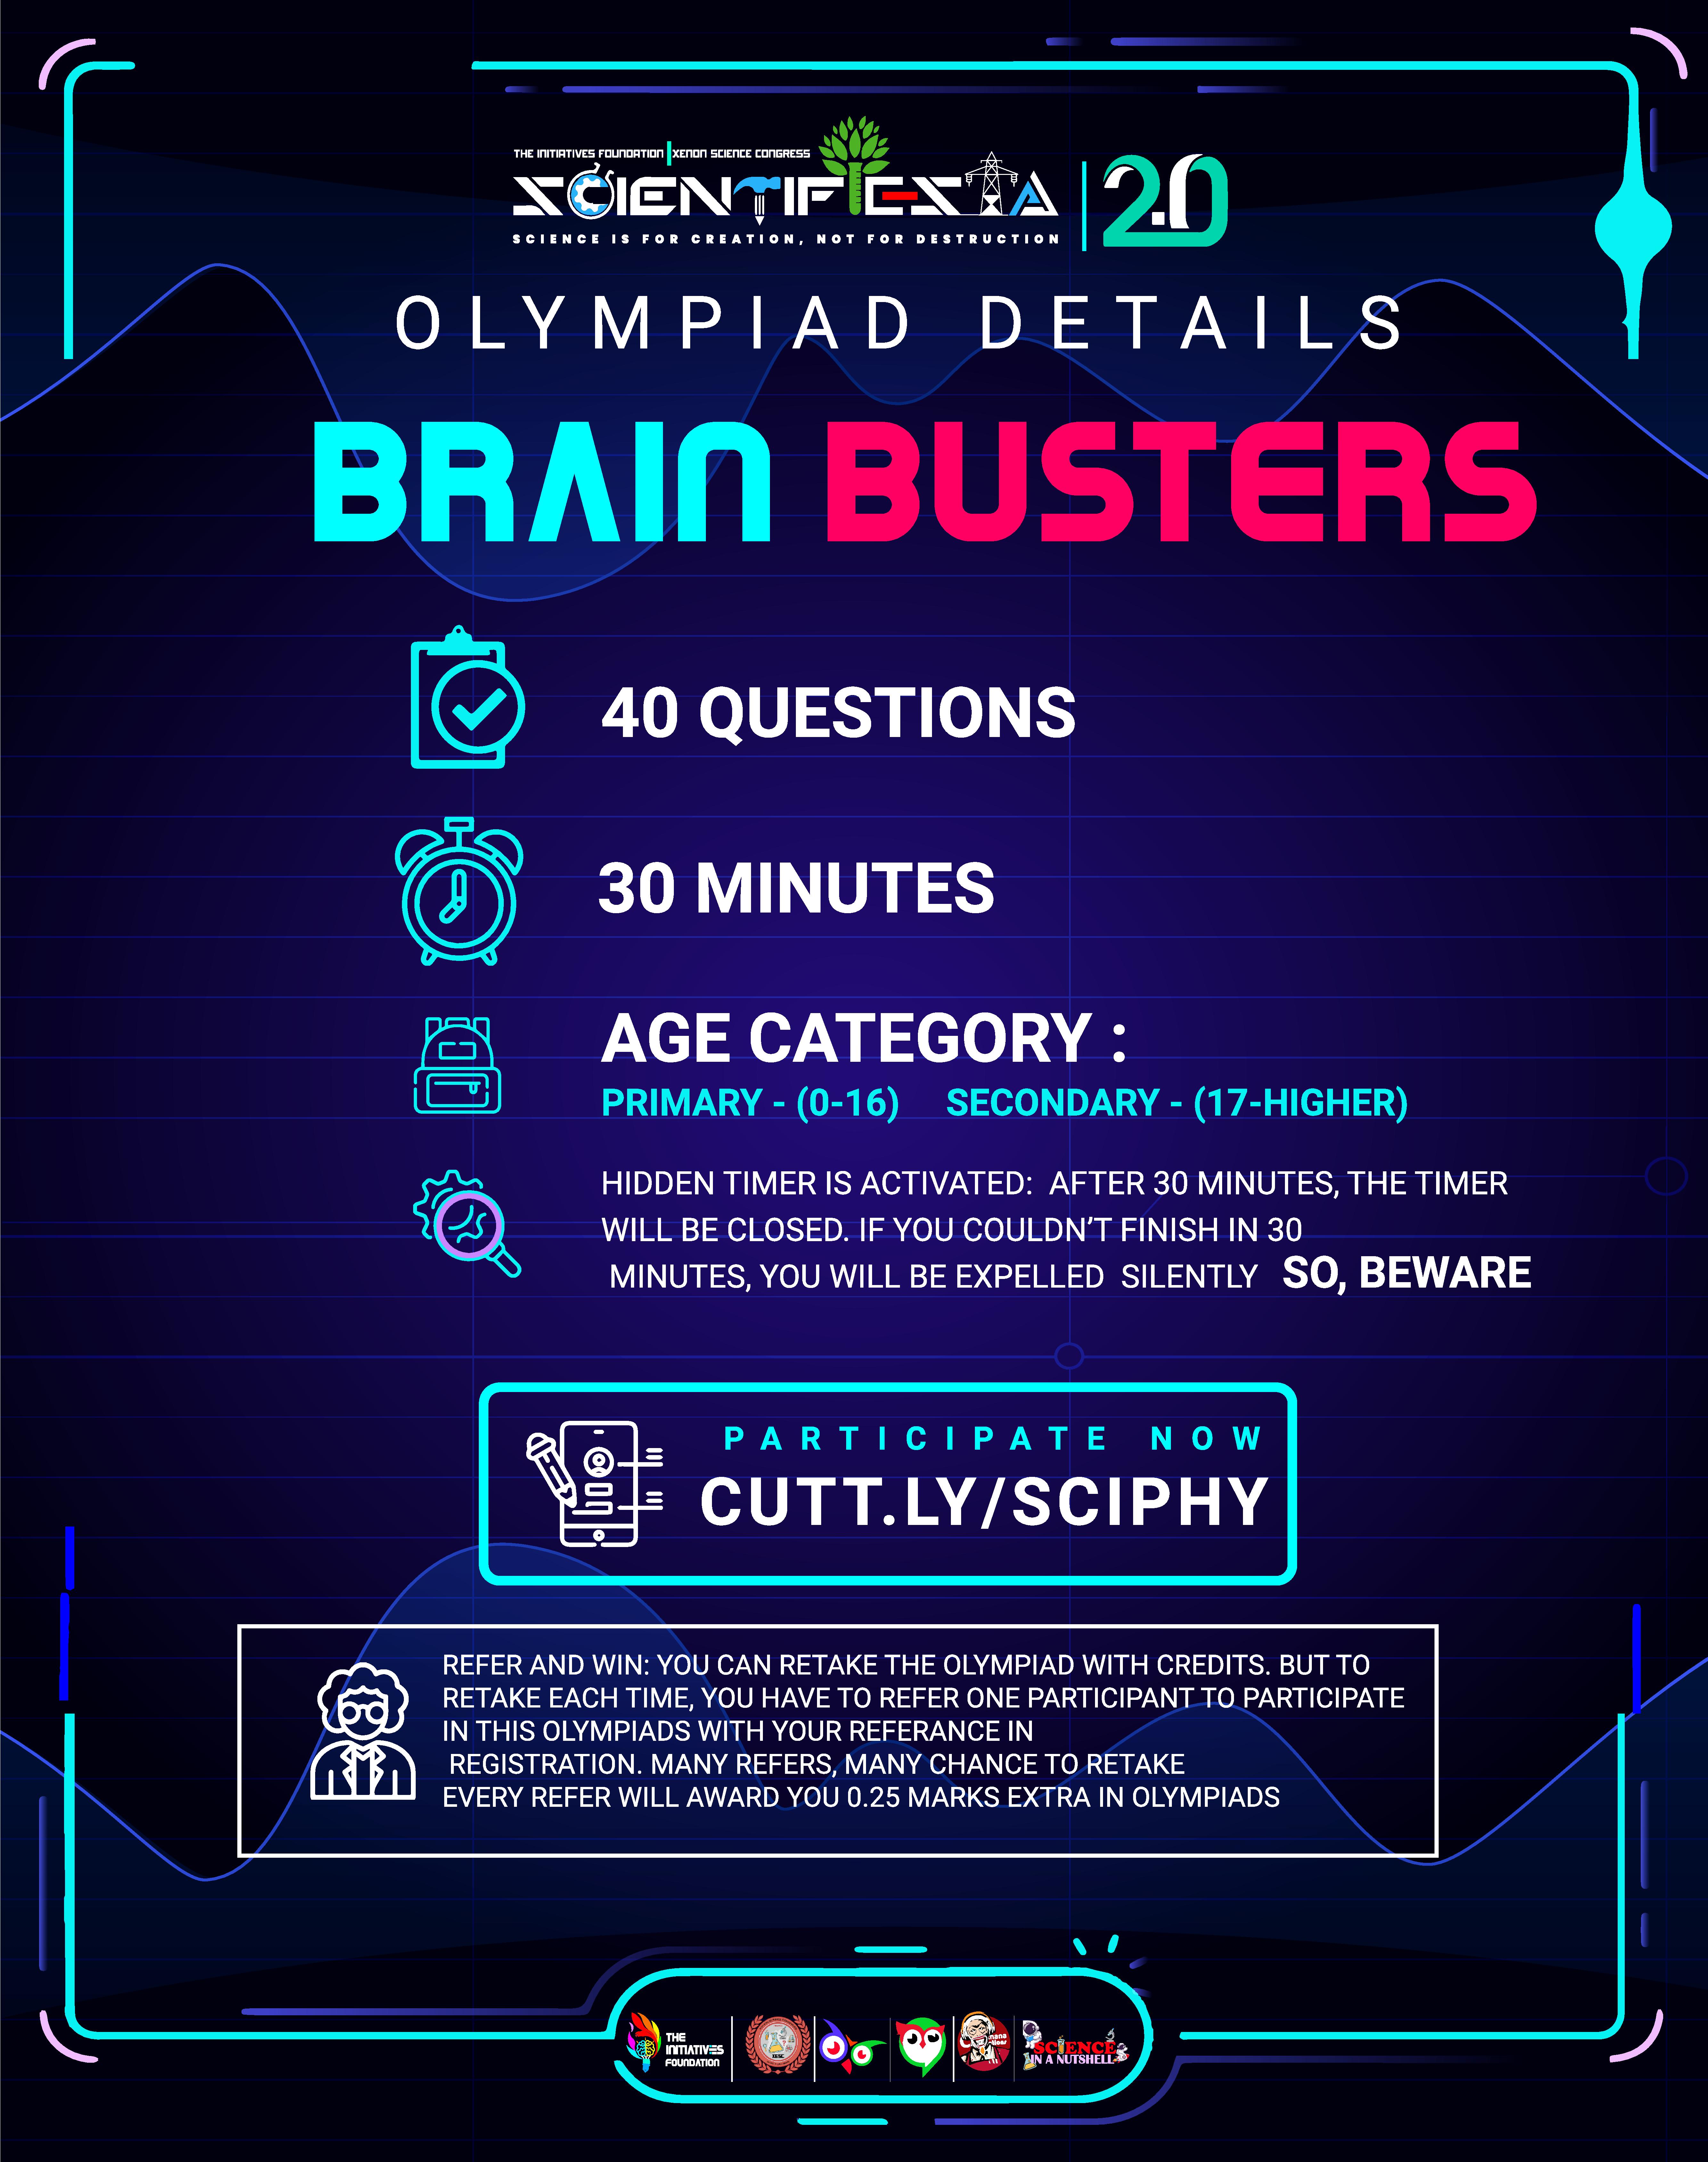 THE INITIATIVES FOUNDATION | XENON SCIENCE CONGRESS
SCIENTIFIESTA | 2.0
SCIENCE IS FOR CREATION, NOT FOR DESTRUCTION
OLYMPIAD DETAILS
BRAIN BUSTERS
40 QUESTIONS
30 MINUTES
AGE CATEGORY :
PRIMARY - (0-16) SECONDARY - (17-HIGHER)
HIDDEN TIMER IS ACTIVATED: AFTER 30 MINUTES, THE TIMER
WILL BE CLOSED. IF YOU COULDN'T FINISH IN 30
MINUTES, YOU WILL BE EXPELLED SILENTLY SO, BEWARE
PARTICIPATE NOW
CUTT.LY/SCIPHY
REFER AND WIN: YOU CAN RETAKE THE OLYMPIAD WITH CREDITS. BUT TO
RETAKE EACH TIME, YOU HAVE TO REFER ONE PARTICIPANT TO PARTICIPATE
IN THIS OLYMPIADS WITH YOUR REFERANCE IN
REGISTRATION. MANY REFERS, MANY CHANCE TO RETAKE
EVERY REFER WILL AWARD YOU 0.25 MARKS EXTRA IN OLYMPIADS
THE
INITIATIVES
FOUNDATION
SCIENCE
IN A NUTSHELL